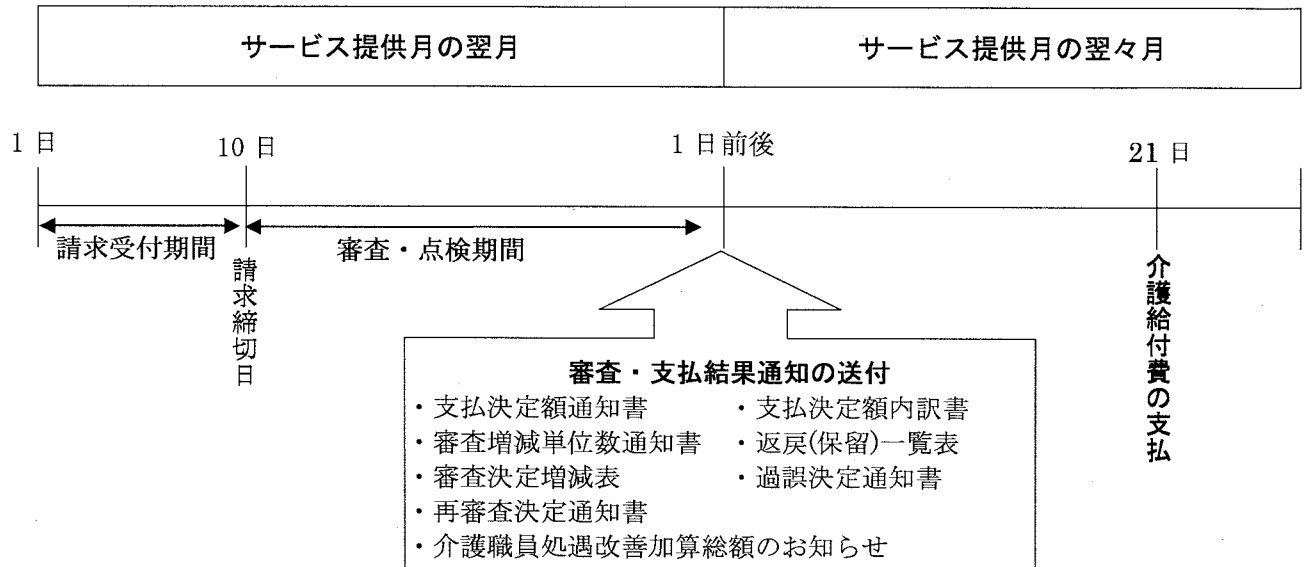 サービス提供月の翌月
サービス提供月の翌々月
1日
10日
1日前後
21日
請求受付期間
審査・点検期間
請求締切日
介護給付費の支払
審査・支払結果通知の送付
・支払決定額通知書
・支払決定額内訳書
・審査増減単位数通知書
・返戻(保留)一覧表
・審査決定増減表
・過誤決定通知書
・再審査決定通知書
・介護職員処遇改善加算総額のお知らせ